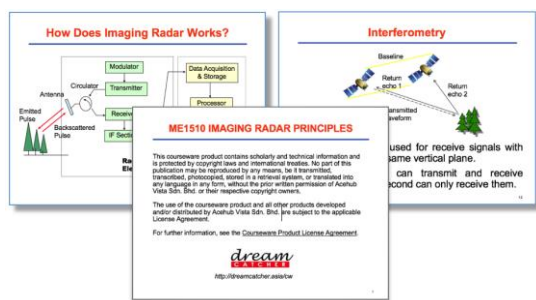 How Does Imaging Radar Works?
Modulator
Circulator
Transmitter
Antenna
Emitted
Pulse
Backscattered
Pulse
Receive
IF Secti
Data Acquisition
& Storage
Processor
Ra
Ele
Interferometry
Baseline
Return
echo 1
Return
echo 2
ansmitted
aveform
used for receive signals with
same vertical plane.
can transmit and receive
econd can only receive them.
ME1510 IMAGING RADAR PRINCIPLES
This courseware product contains scholarly and technical information and
is protected by copyright laws and international treaties. No part of this
publication may be reproduced by any means, be it transmitted,
transcribed, photocopied, stored in a retrieval system, or translated into
any language in any form, without the prior written permission of Acehub
Vista Sdn. Bhd. or their respective copyright owners.
The use of the courseware product and all other products developed
and/or distributed by Acehub Vista Sdn. Bhd. are subject to the applicable
License Agreement.
For further information, see the Courseware Product License Agreement.
dream
CATCHER
http://dreamcatcher.asia/cw